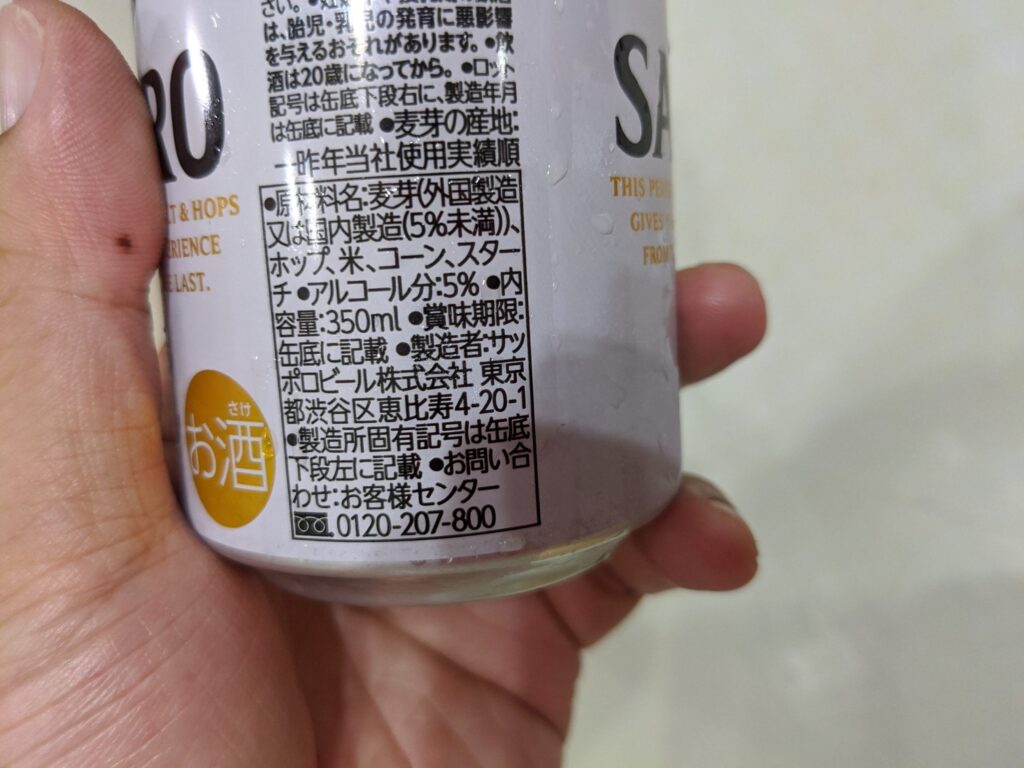 さい。
は、胎児・乳児の発育に悪影響
を与えるおそれがあります。●飲
酒は20歳になってから。●ロット
記号は缶底下段右に、製造年月
は缶底に記載 ●麦芽の産地:
一昨年当社使用実績順
●原材料名:麦芽(外国製造
又は国内製造(5%未満))、
ホップ、米、コーン、スター
チ ●アルコール分:5% ●内
容量:350ml ●賞味期限:
缶底に記載 ●製造者:サッ
ポロビール株式会社 東京
都渋谷区恵比寿4-20-1
●製造所固有記号は缶底
下段左に記載 ●お問い合
わせ:お客様センター
0120-207-800
RO
& HOPS
LAST.
さけ
お酒
SA
THIS
GIVES
FROM